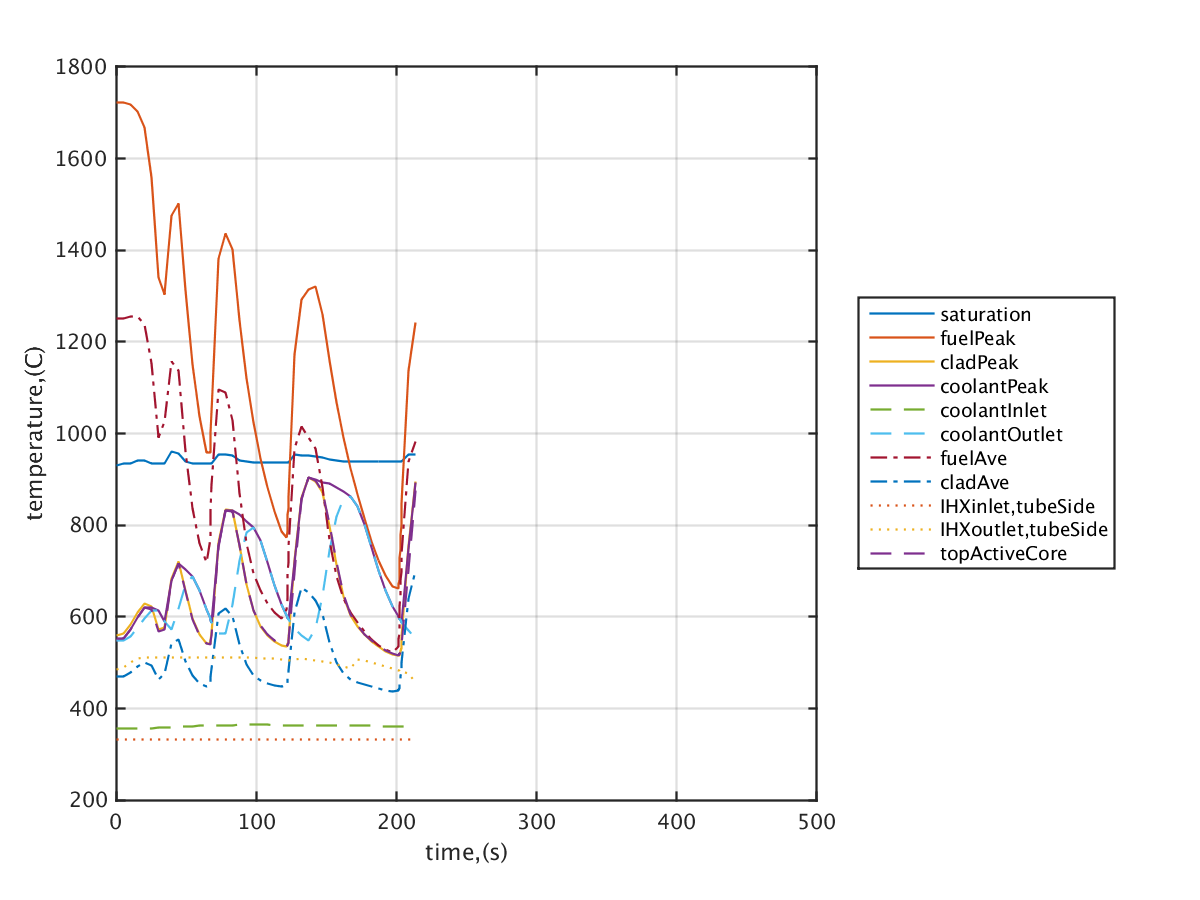 1800
1600
1400
1200
1000
800
600
400
200
temperature,(C)
0
100
200
300
400
500
time,(s)
saturation
fuelPeak
cladPeak
coolantPeak
coolantInlet
coolantOutlet
fuelAve
cladAve
IHXinlet,tubeSide
IHXoutlet,tubeSide
topActiveCore